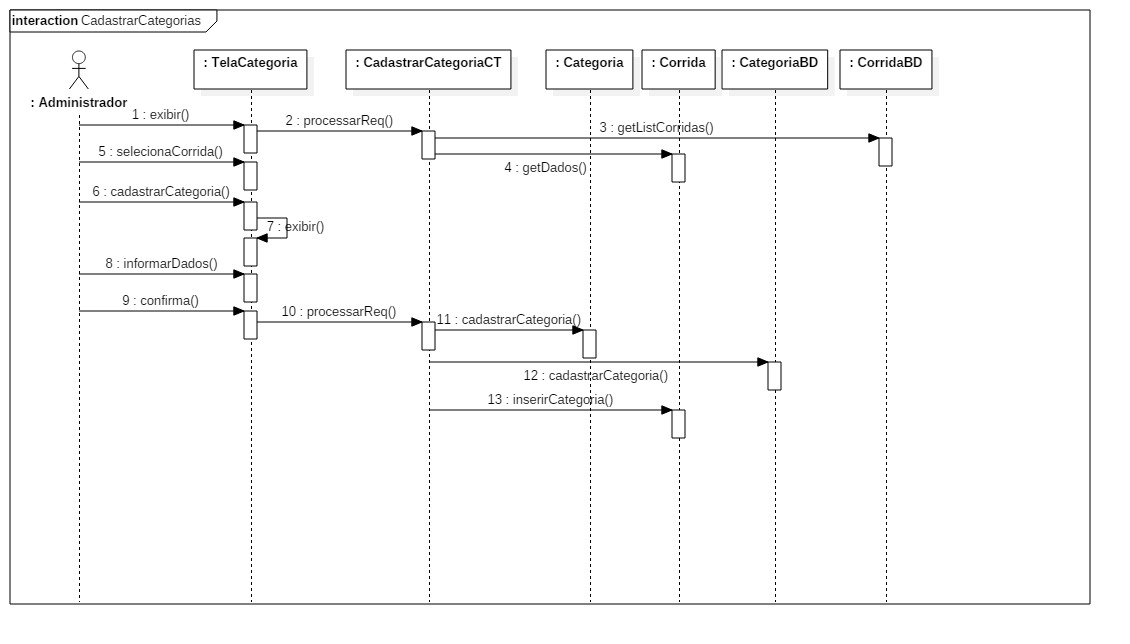 interaction CadastrarCategorias
: Administrador
: TelaCategoria
: CadastrarCategoriaCT
: Categoria
: Corrida
: CategoriaBD
: CorridaBD
1 : exibir()
2 : processarReq()
3 : getListCorridas()
4 : getDados()
5 : selecionaCorrida()
6 : cadastrarCategoria()
7 : exibir()
8 : informarDados()
9 : confirma()
10 : processarReq()
11 : cadastrarCategoria()
12 : cadastrarCategoria()
13 : inserirCategoria()